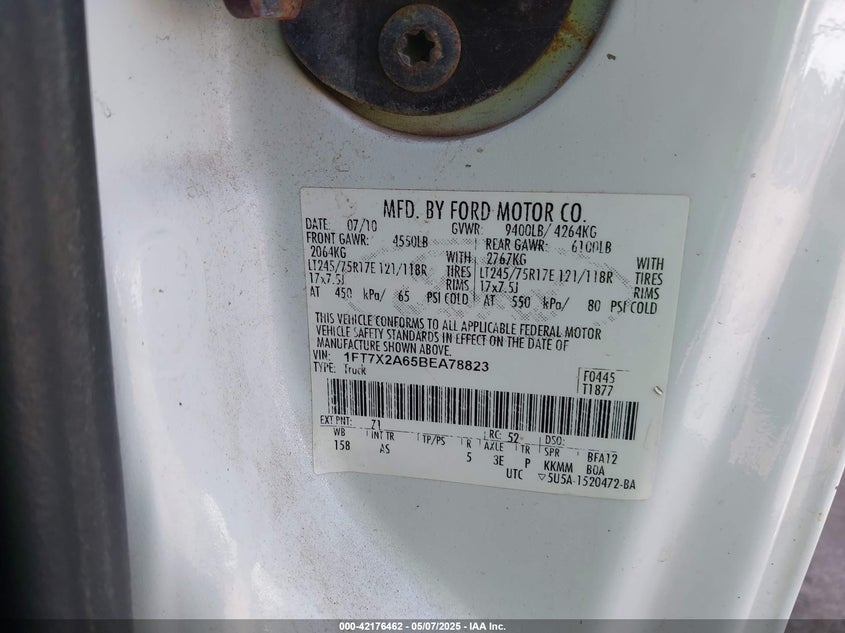 MFD. BY FORD MOTOR CO.
DATE: 07/10 GVWR: 9400LB/ 4264KG
FRONT GAWR: 4550LB REAR GAWR: 6100LB
2064KG WITH 2767KG WITH
LT245/75R17E 121/118R TIRES LT245/75R17E 121/118R TIRES
17x7.5J RIMS 17x7.5J RIMS
AT 450 kPa/ 65 PSI COLD AT 550 kPa/ 80 PSI COLD
THIS VEHICLE CONFORMS TO ALL APPLICABLE FEDERAL MOTOR
VEHICLE SAFETY STANDARDS IN EFFECT ON THE DATE OF
MANUFACTURE SHOWN ABOVE.
VIN: 1FT7X2A65BEA78823
TYPE: Truck
F0445
T1877
EXT PNT: Z1 RC: 52 DSO:
WB INT TR TP/PS R AXLE TR SPR BFA12
158 AS 5 3E P KKMM BOA
UTC ▽5U5A-1520472-BA
000-42176462 - 05/07/2025 - IAA Inc.